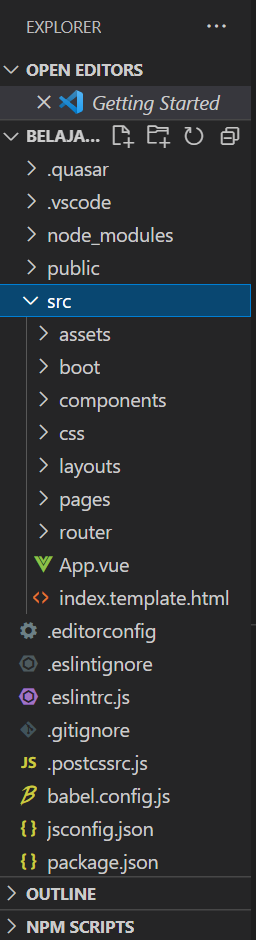 EXPLORER
OPEN EDITORS
Getting Started
BELAJA...
.quasar
.vscode
node_modules
public
src
assets
boot
components
css
layouts
pages
router
App.vue
index.template.html
.editorconfig
.eslintignore
.eslintrc.js
.gitignore
JS .postcssrc.js
babel.config.js
{} jsconfig.json
{} package.json
OUTLINE
NPM SCRIPTS